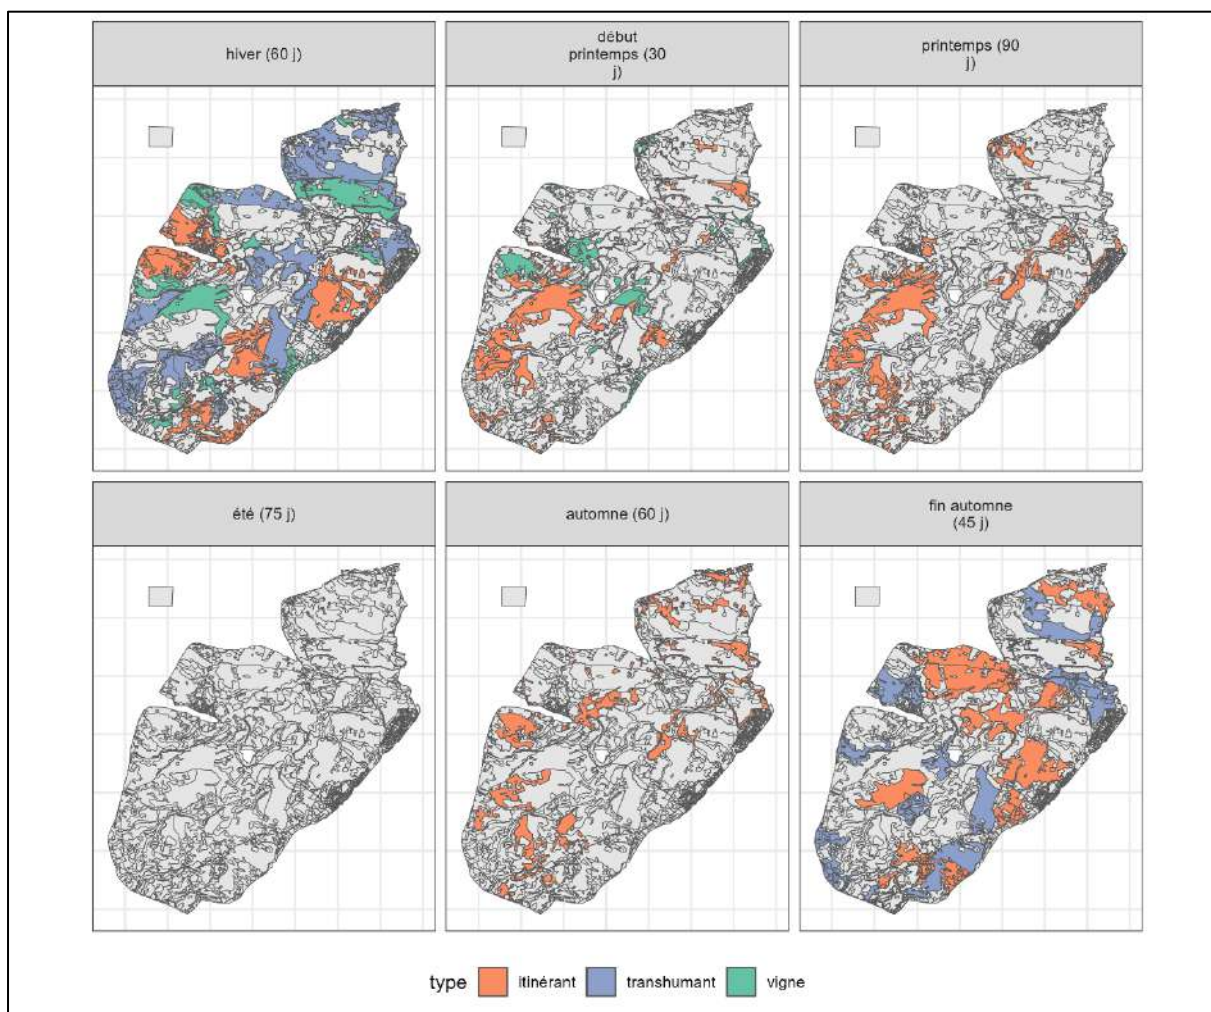 hiver (60 j)
début
printemps (30
j)
printemps (90
j)
été (75 j)
automne (60 j)
fin automne
(45 j)
type itinérant transhumant vigne